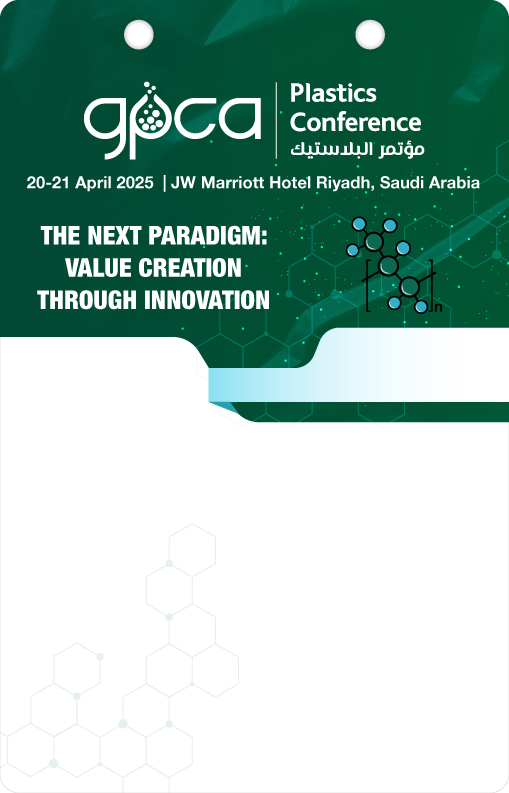 gpca
Plastics
Conference
مؤتمر البلاستيك
20-21 April 2025 | JW Marriott Hotel Riyadh, Saudi Arabia
THE NEXT PARADIGM:
VALUE CREATION
THROUGH INNOVATION
n